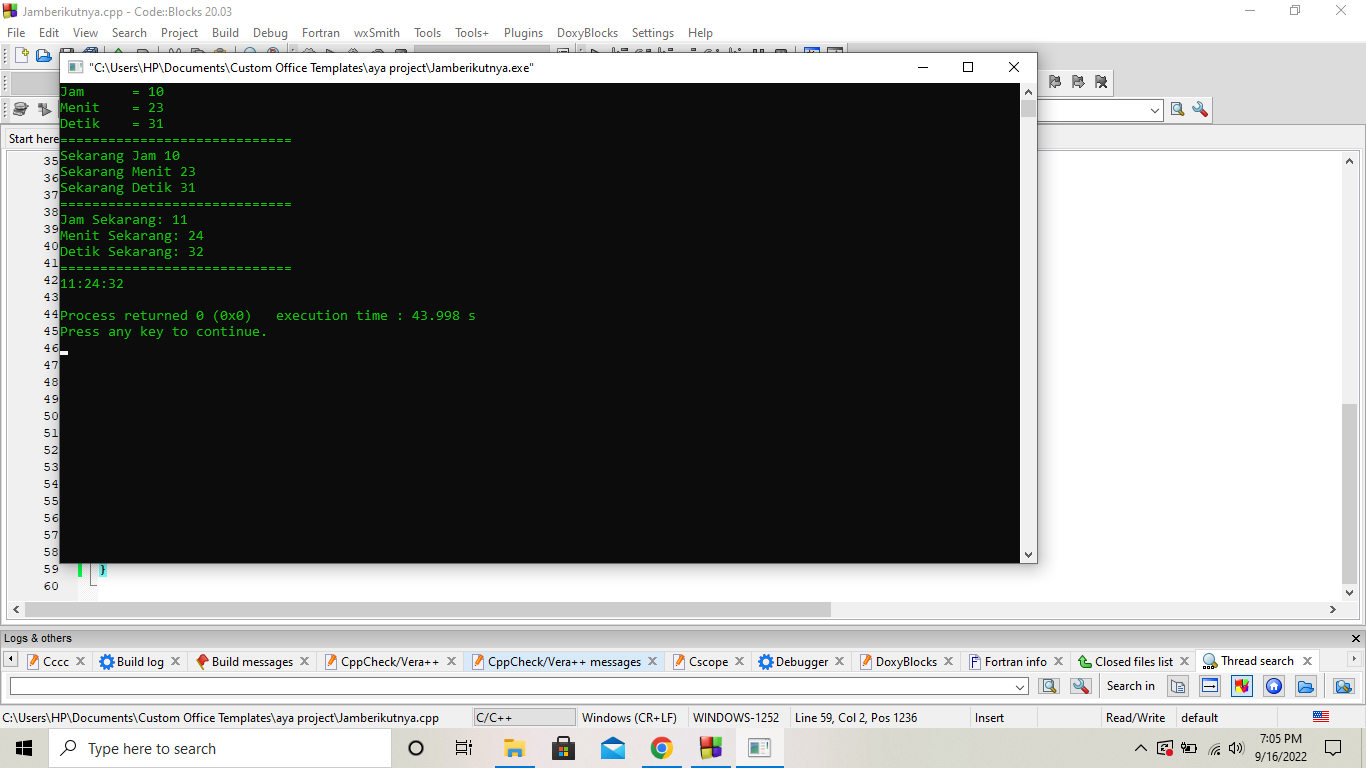 Jamberikutnya.cpp - Code::Blocks 20.03
File Edit View Search Project Build Debug Fortran wxSmith Tools Tools+ Plugins DoxyBlocks Settings Help
"C:\Users\HP\Documents\Custom Office Templates\aya project\Jamberikutnya.exe"
Start here
Jam      = 10
Menit    = 23
Detik    = 31
=============================
Sekarang Jam 10
Sekarang Menit 23
Sekarang Detik 31
=============================
Jam Sekarang: 11
Menit Sekarang: 24
Detik Sekarang: 32
=============================
11:24:32
Process returned 0 (0x0)   execution time : 43.998 s
Press any key to continue.
35
36
37
38
39
40
41
42
43
44
45
46
47
48
49
50
51
52
53
54
55
56
57
58
59 }
60
Logs & others
Cccc Build log Build messages CppCheck/Vera++ CppCheck/Vera++ messages Cscope Debugger DoxyBlocks Fortran info Closed files list Thread search
Search in
C:\Users\HP\Documents\Custom Office Templates\aya project\Jamberikutnya.cpp C/C++ Windows (CR+LF) WINDOWS-1252 Line 59, Col 2, Pos 1236 Insert Read/Write default
Type here to search
7:05 PM
9/16/2022